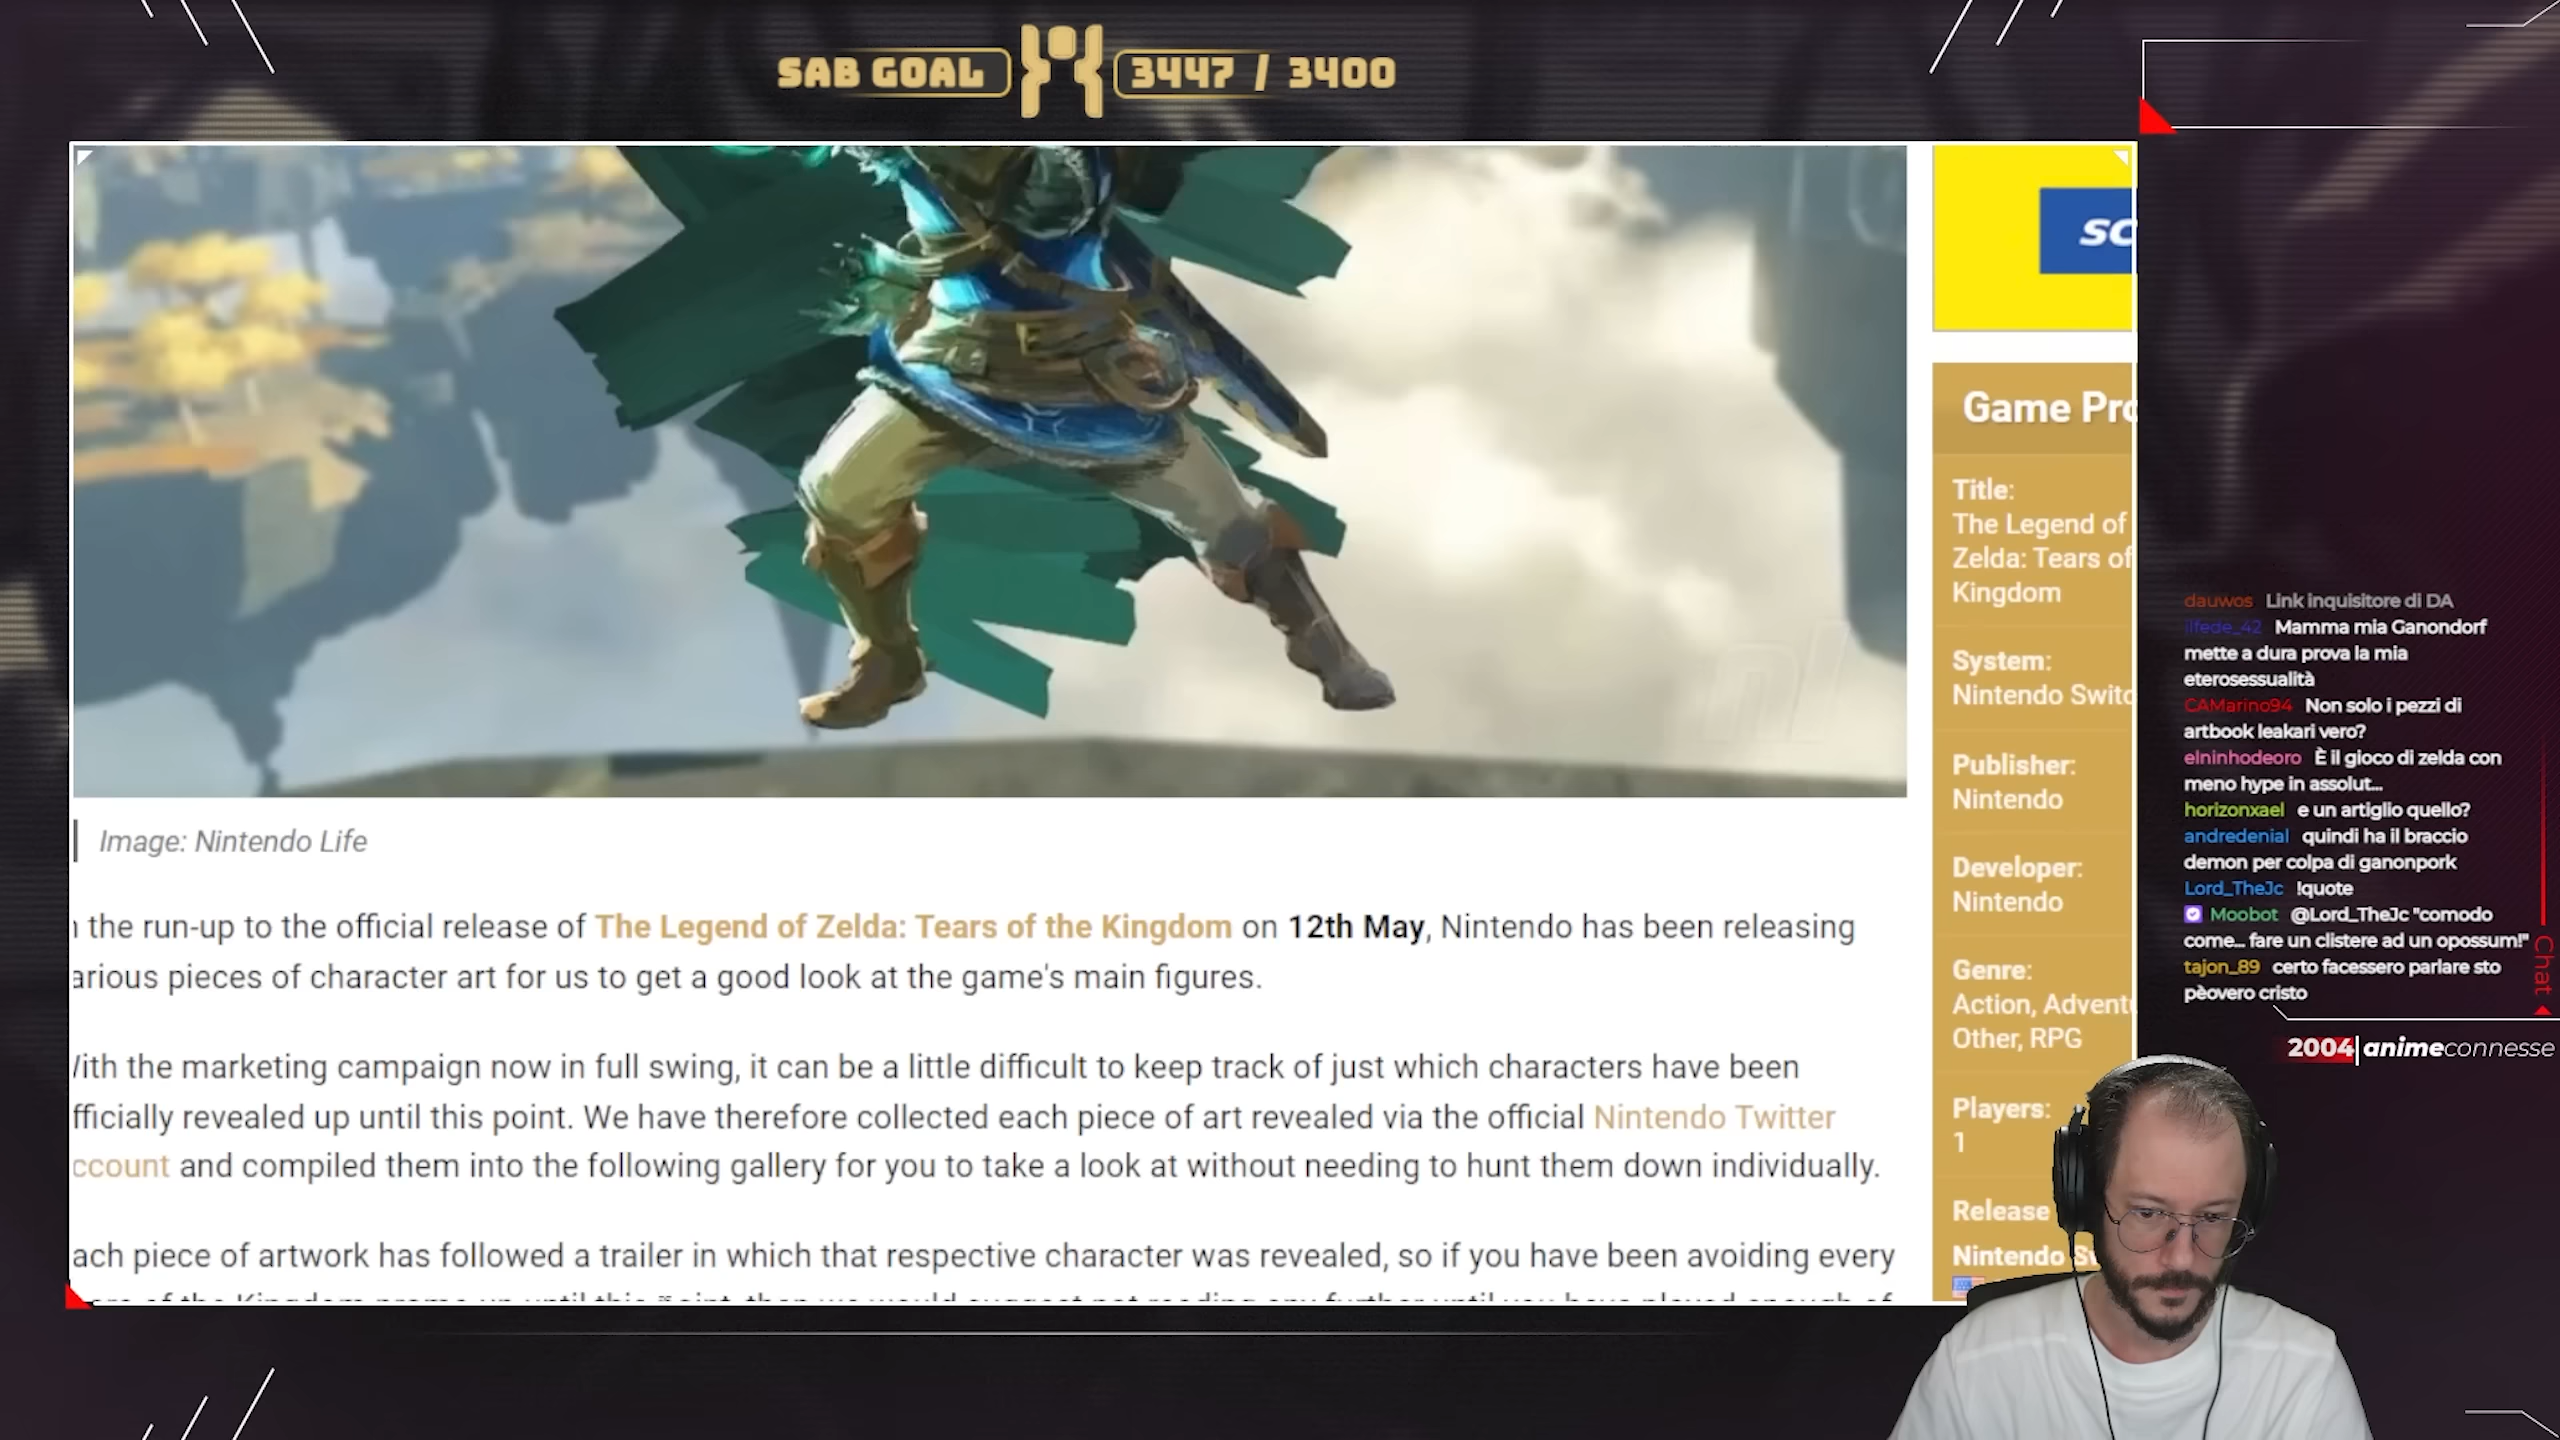 SAB GOAL 3447 / 3400
SC
Game Pro
Title:
The Legend of
Zelda: Tears of
Kingdom
System:
Nintendo Switc
Publisher:
Nintendo
Developer:
Nintendo
Genre:
Action, Advent
Other, RPG
Players:
1
Release
Nintendo Sw
Image: Nintendo Life
n the run-up to the official release of The Legend of Zelda: Tears of the Kingdom on 12th May, Nintendo has been releasing
arious pieces of character art for us to get a good look at the game's main figures.
ith the marketing campaign now in full swing, it can be a little difficult to keep track of just which characters have been
fficially revealed up until this point. We have therefore collected each piece of art revealed via the official Nintendo Twitter
ccount and compiled them into the following gallery for you to take a look at without needing to hunt them down individually.
ach piece of artwork has followed a trailer in which that respective character was revealed, so if you have been avoiding every
dauwos Link inquisitore di DA
ilfede_42 Mamma mia Ganondorf
mette a dura prova la mia
eterosessualità
CAMarino94 Non solo i pezzi di
artbook leakari vero?
elninhodeoro È il gioco di zelda con
meno hype in assolut...
horizonxael e un artiglio quello?
andredenial quindi ha il braccio
demon per colpa di ganonpork
Lord_TheJc !quote
Moobot @Lord_TheJc "comodo
come... fare un clistere ad un opossum!"
tajon_89 certo facessero parlare sto
pèovero cristo
Chat
2004 animeconnesse